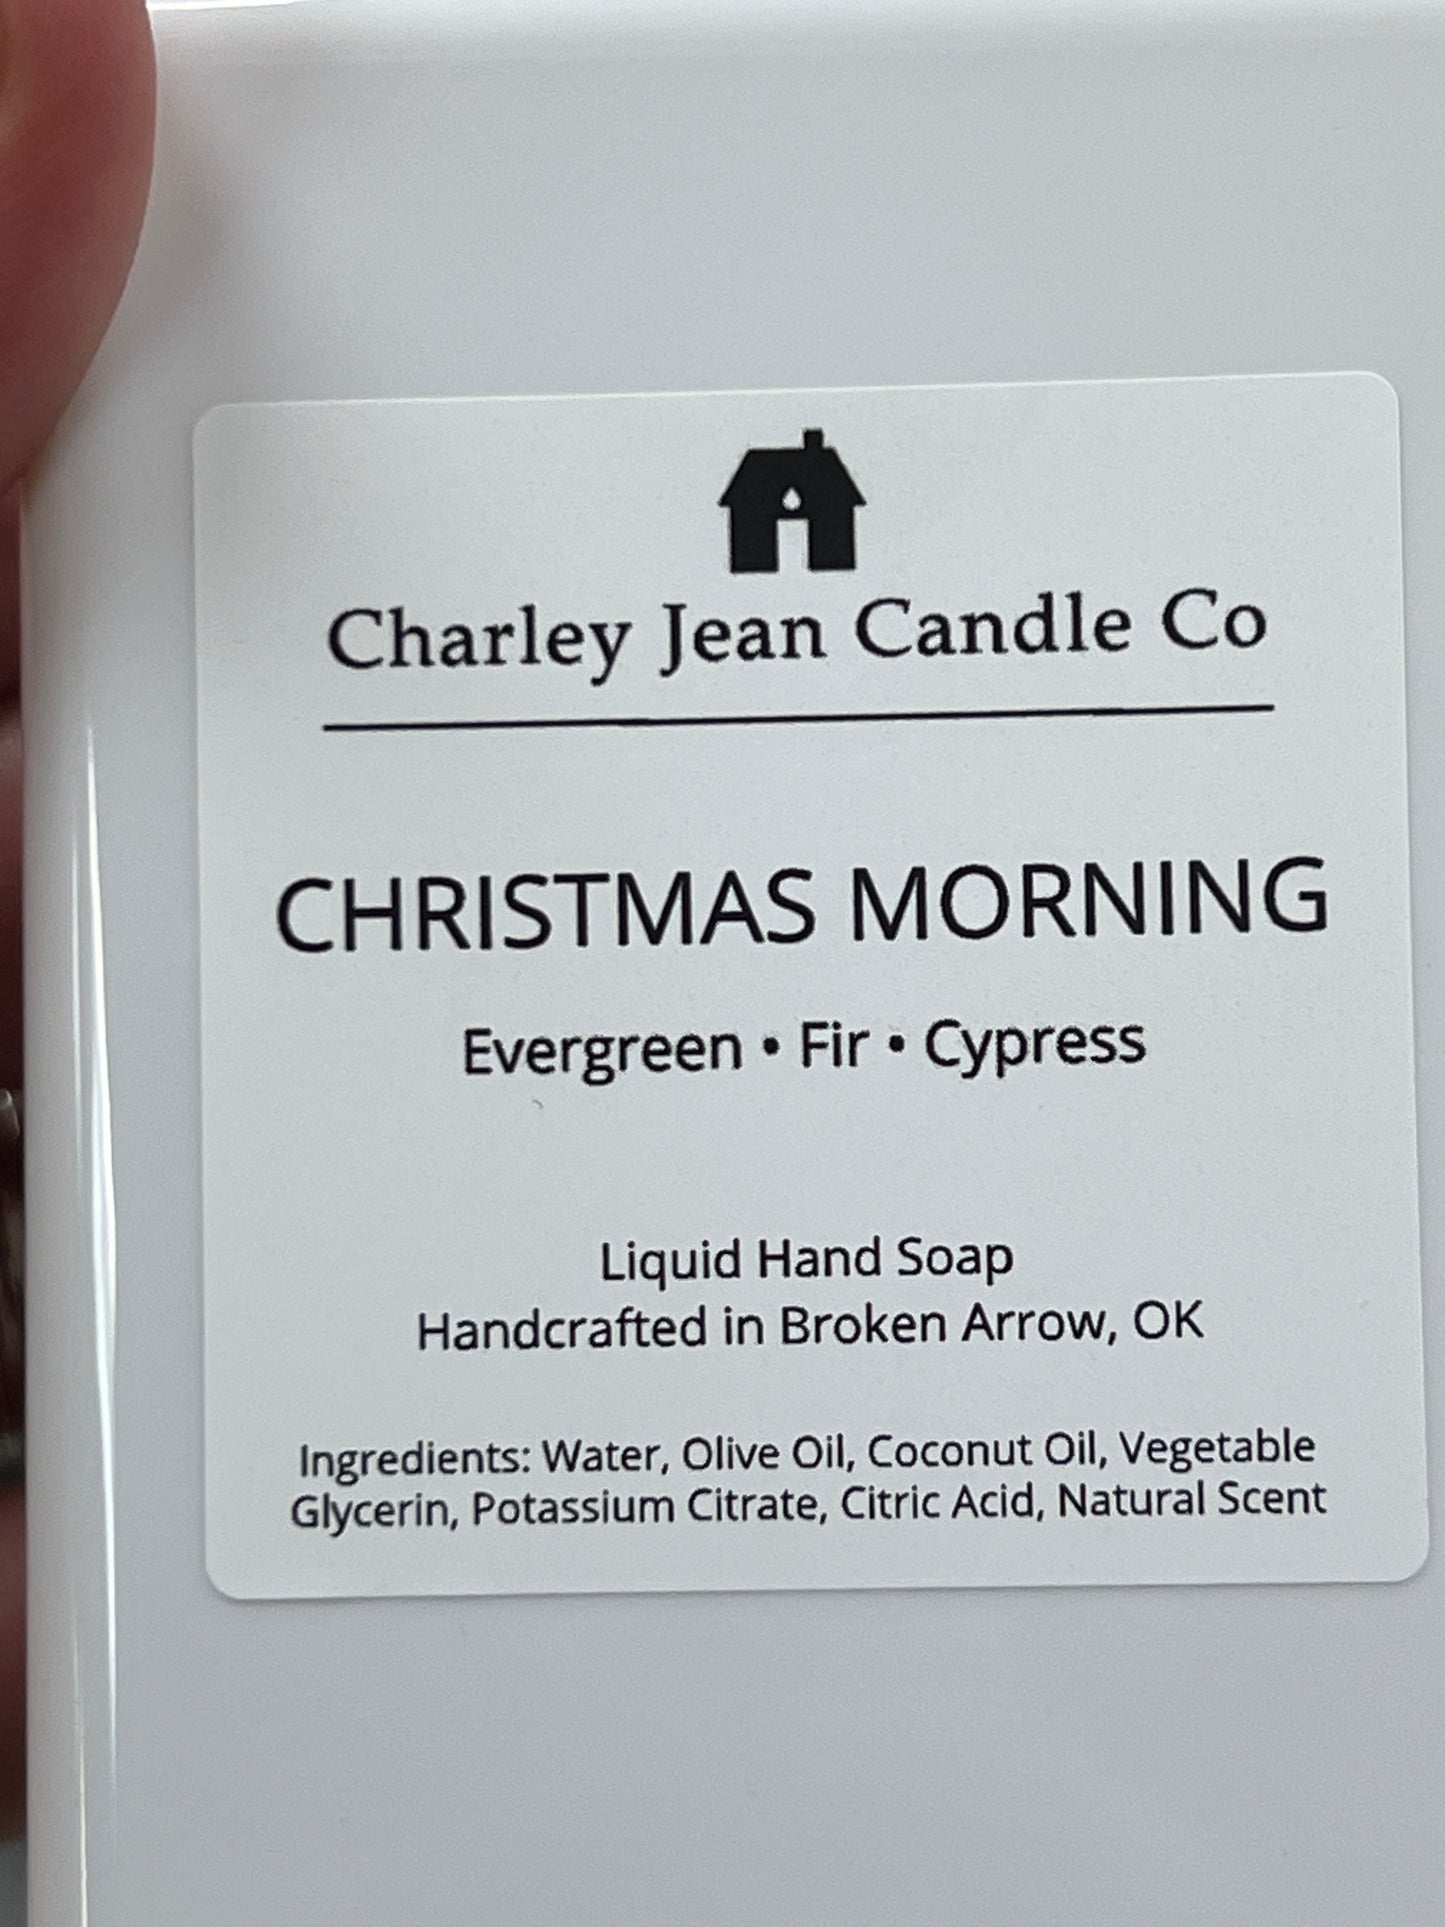 Charley Jean Candle Co
CHRISTMAS MORNING
Evergreen • Fir • Cypress
Liquid Hand Soap
Handcrafted in Broken Arrow, OK
Ingredients: Water, Olive Oil, Coconut Oil, Vegetable
Glycerin, Potassium Citrate, Citric Acid, Natural Scent